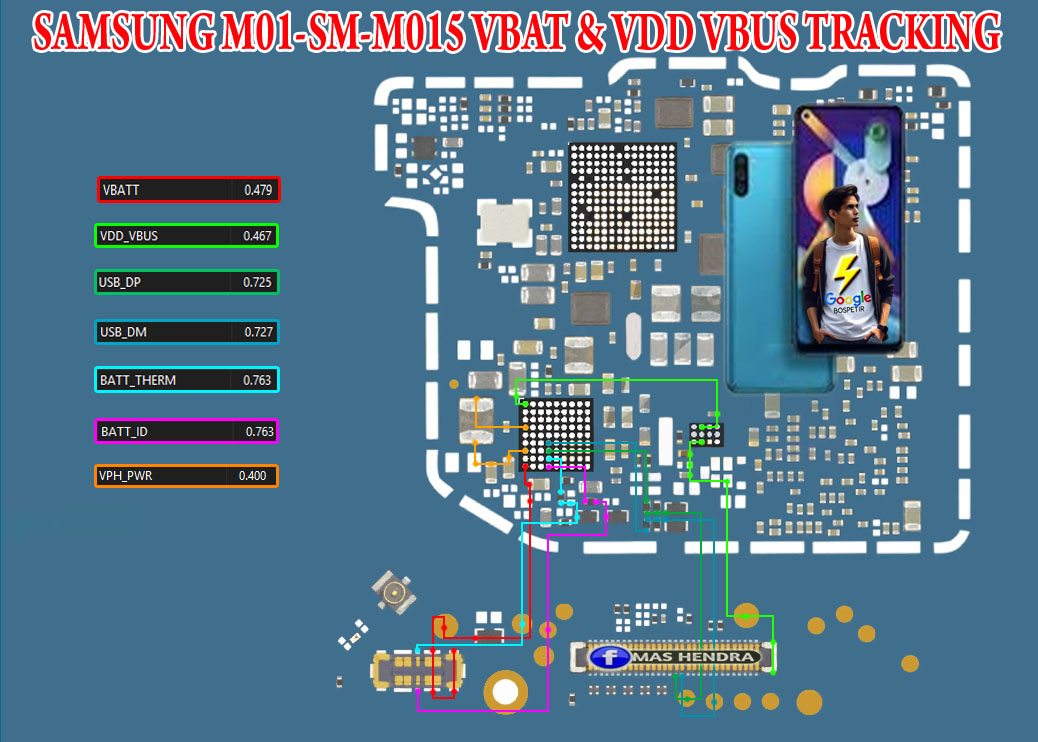 SAMSUNG M01-SM-M015 VBAT & VDD VBUS TRACKING
VBATT 0.479
VDD_VBUS 0.467
USB_DP 0.725
USB_DM 0.727
BATT_THERM 0.763
BATT_ID 0.763
VPH_PWR 0.400
Google
BOSPETIR
f MAS HENDRA